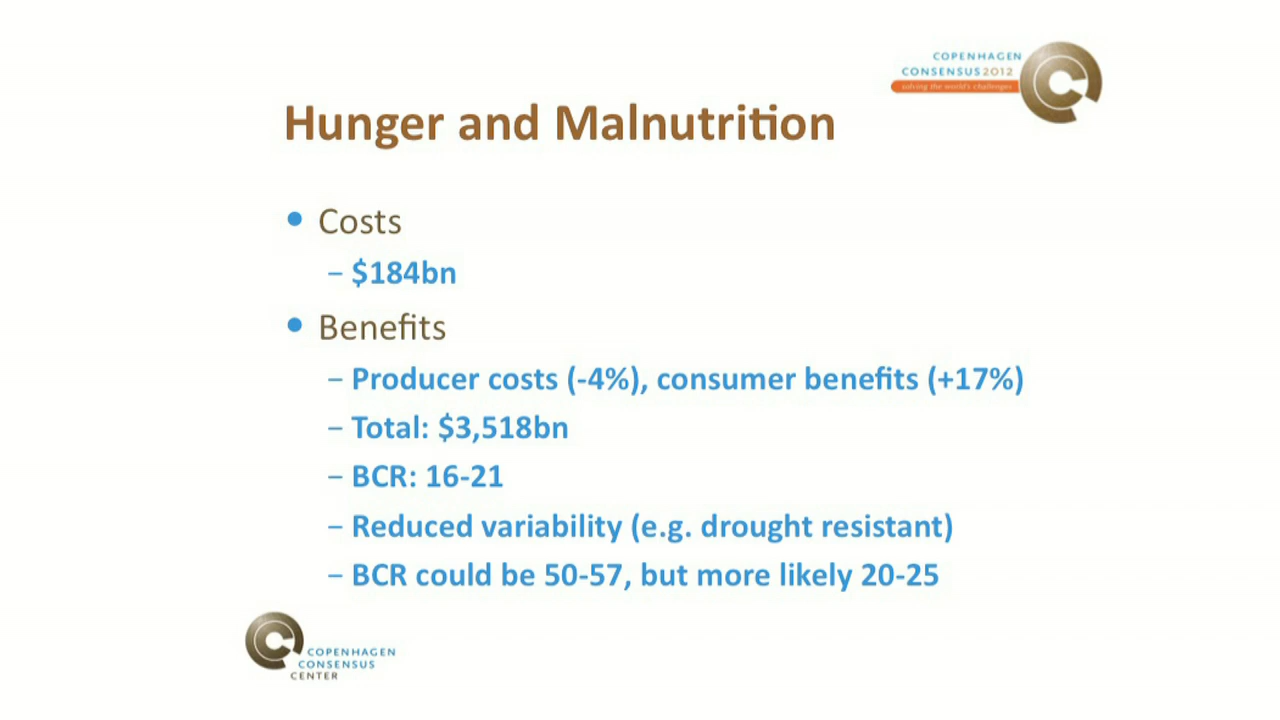 COPENHAGEN
CONSENSUS2012
solving the world's challenges
Hunger and Malnutrition
• Costs
– $184bn
• Benefits
– Producer costs (-4%), consumer benefits (+17%)
– Total: $3,518bn
– BCR: 16-21
– Reduced variability (e.g. drought resistant)
– BCR could be 50-57, but more likely 20-25
COPENHAGEN
CONSENSUS
CENTER